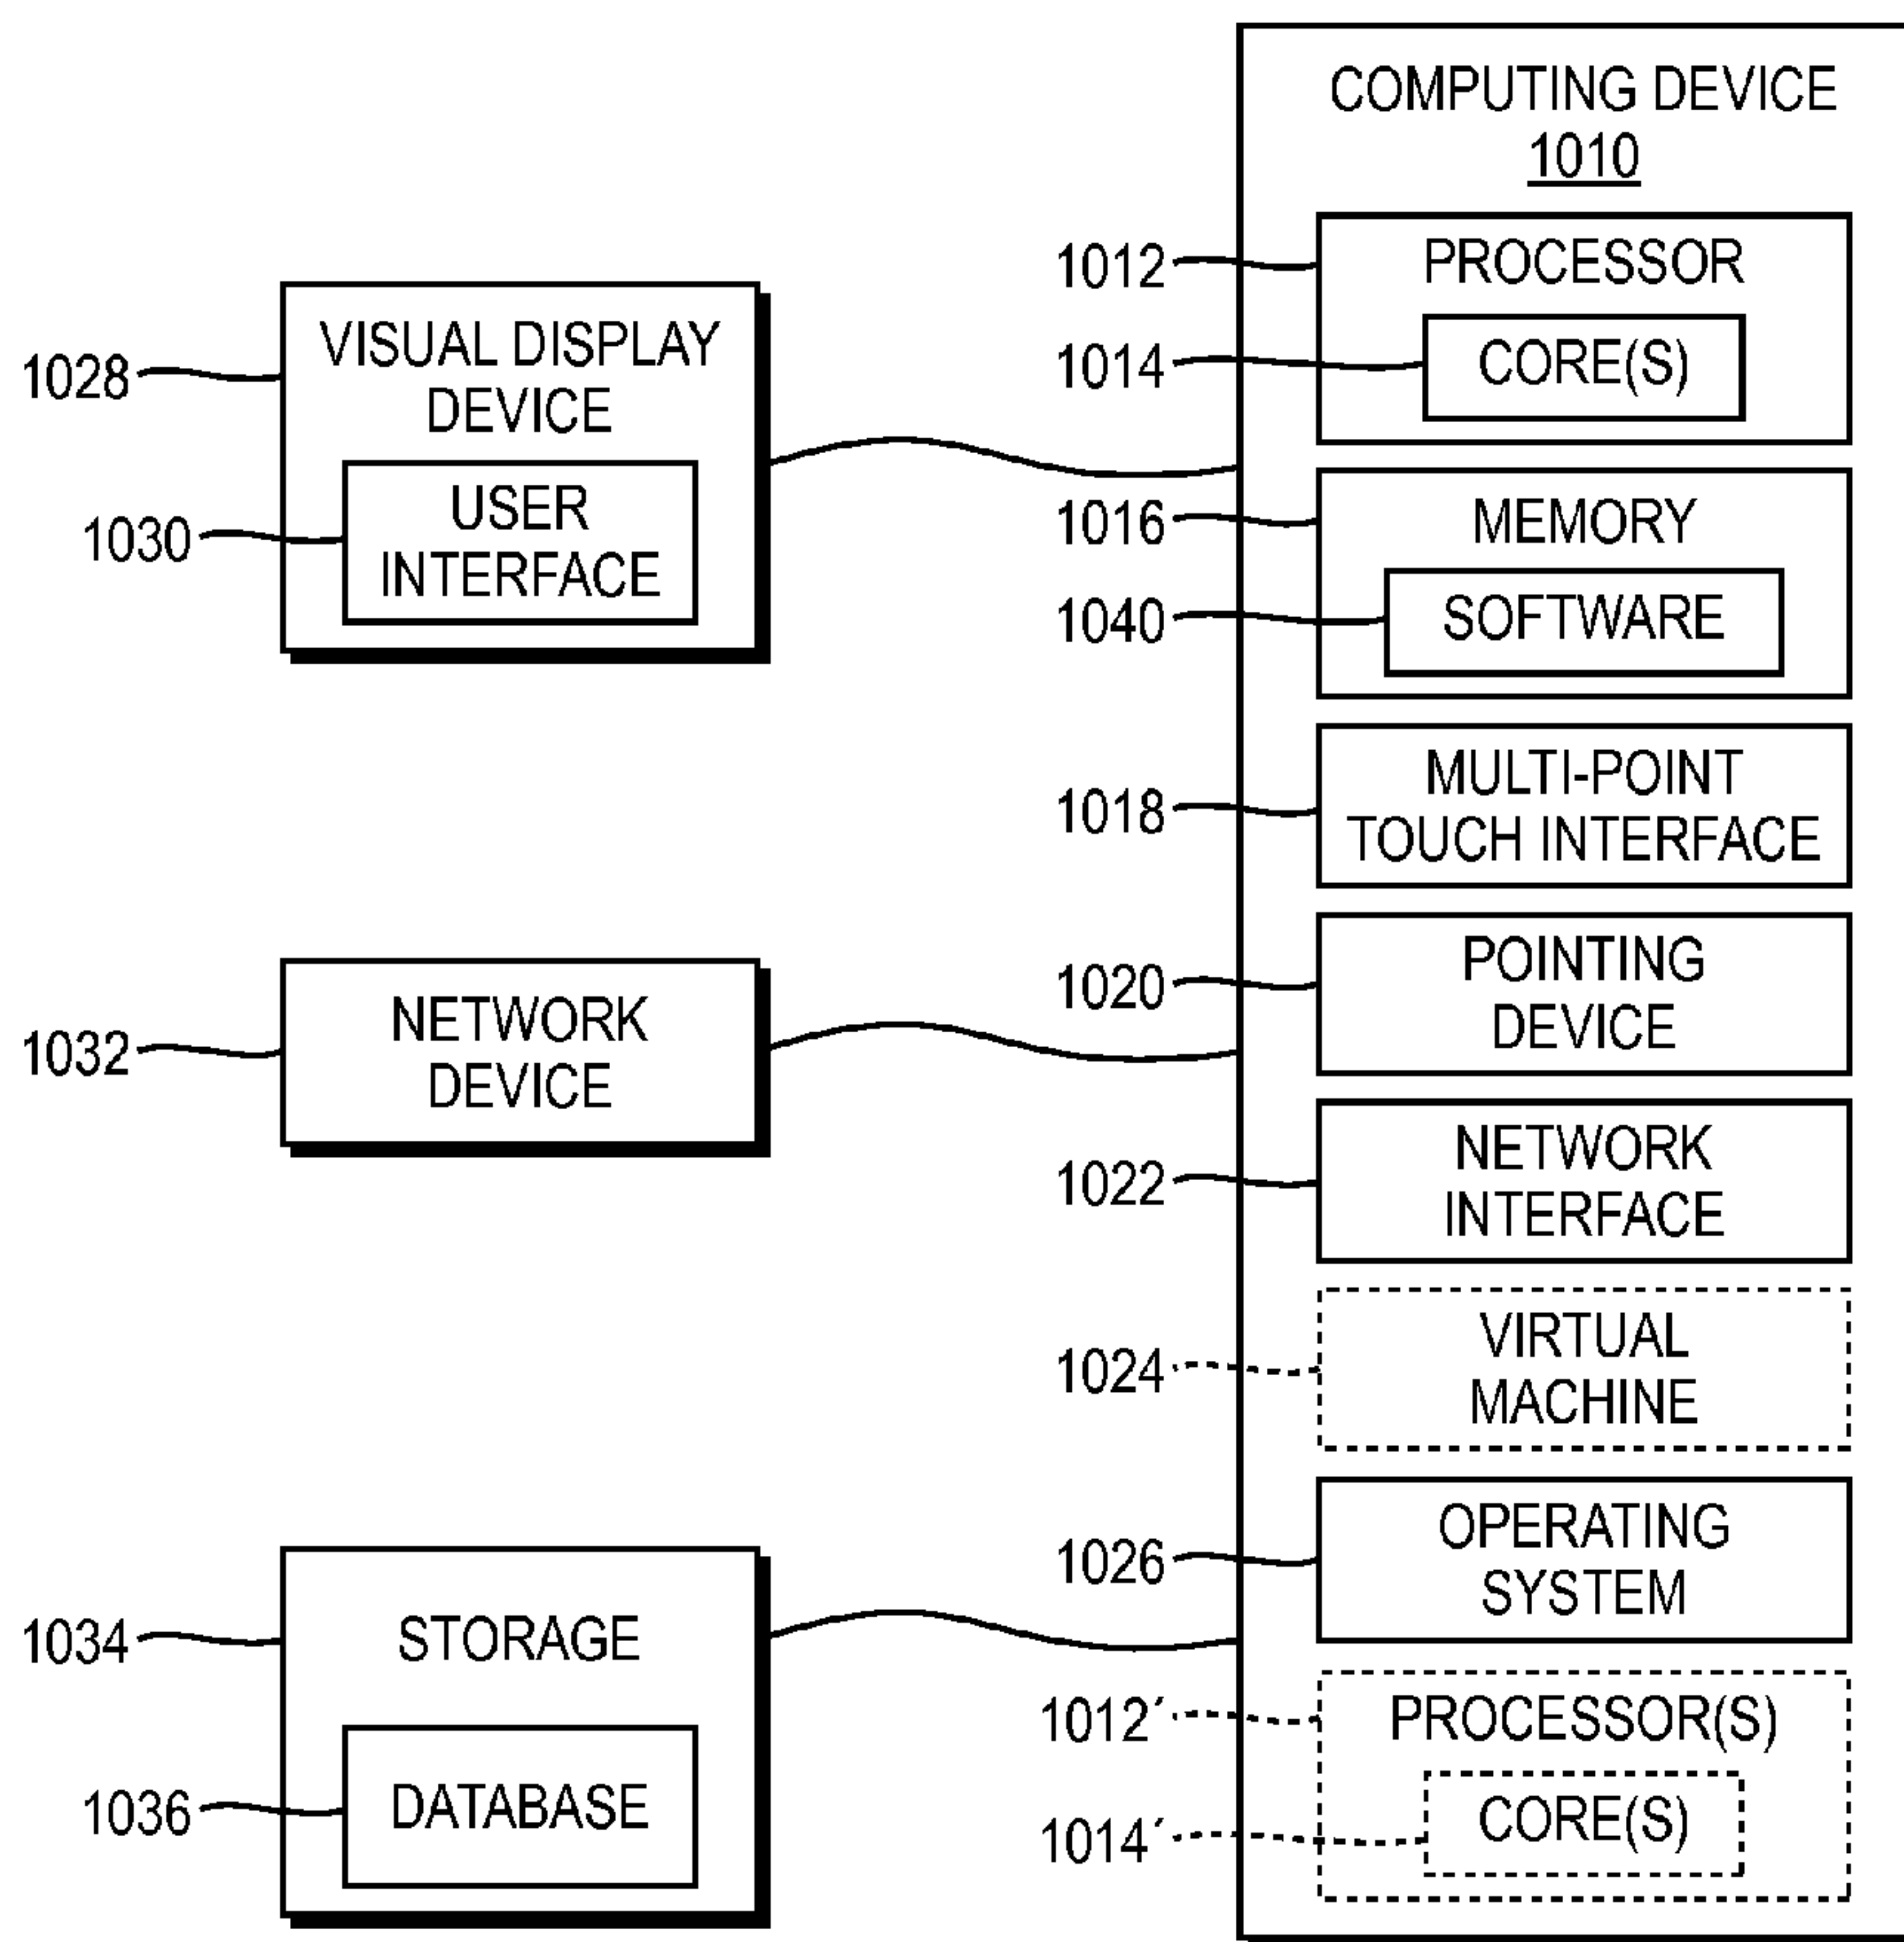 COMPUTING DEVICE
1010
1012
PROCESSOR
1014
CORE(S)
1028
VISUAL DISPLAY
DEVICE
1030
USER
INTERFACE
1016
MEMORY
1040
SOFTWARE
1018
MULTI-POINT
TOUCH INTERFACE
1032
NETWORK
DEVICE
1020
POINTING
DEVICE
1022
NETWORK
INTERFACE
1024
VIRTUAL
MACHINE
1026
OPERATING
SYSTEM
1034
STORAGE
1036
DATABASE
1012´
PROCESSOR(S)
1014´
CORE(S)